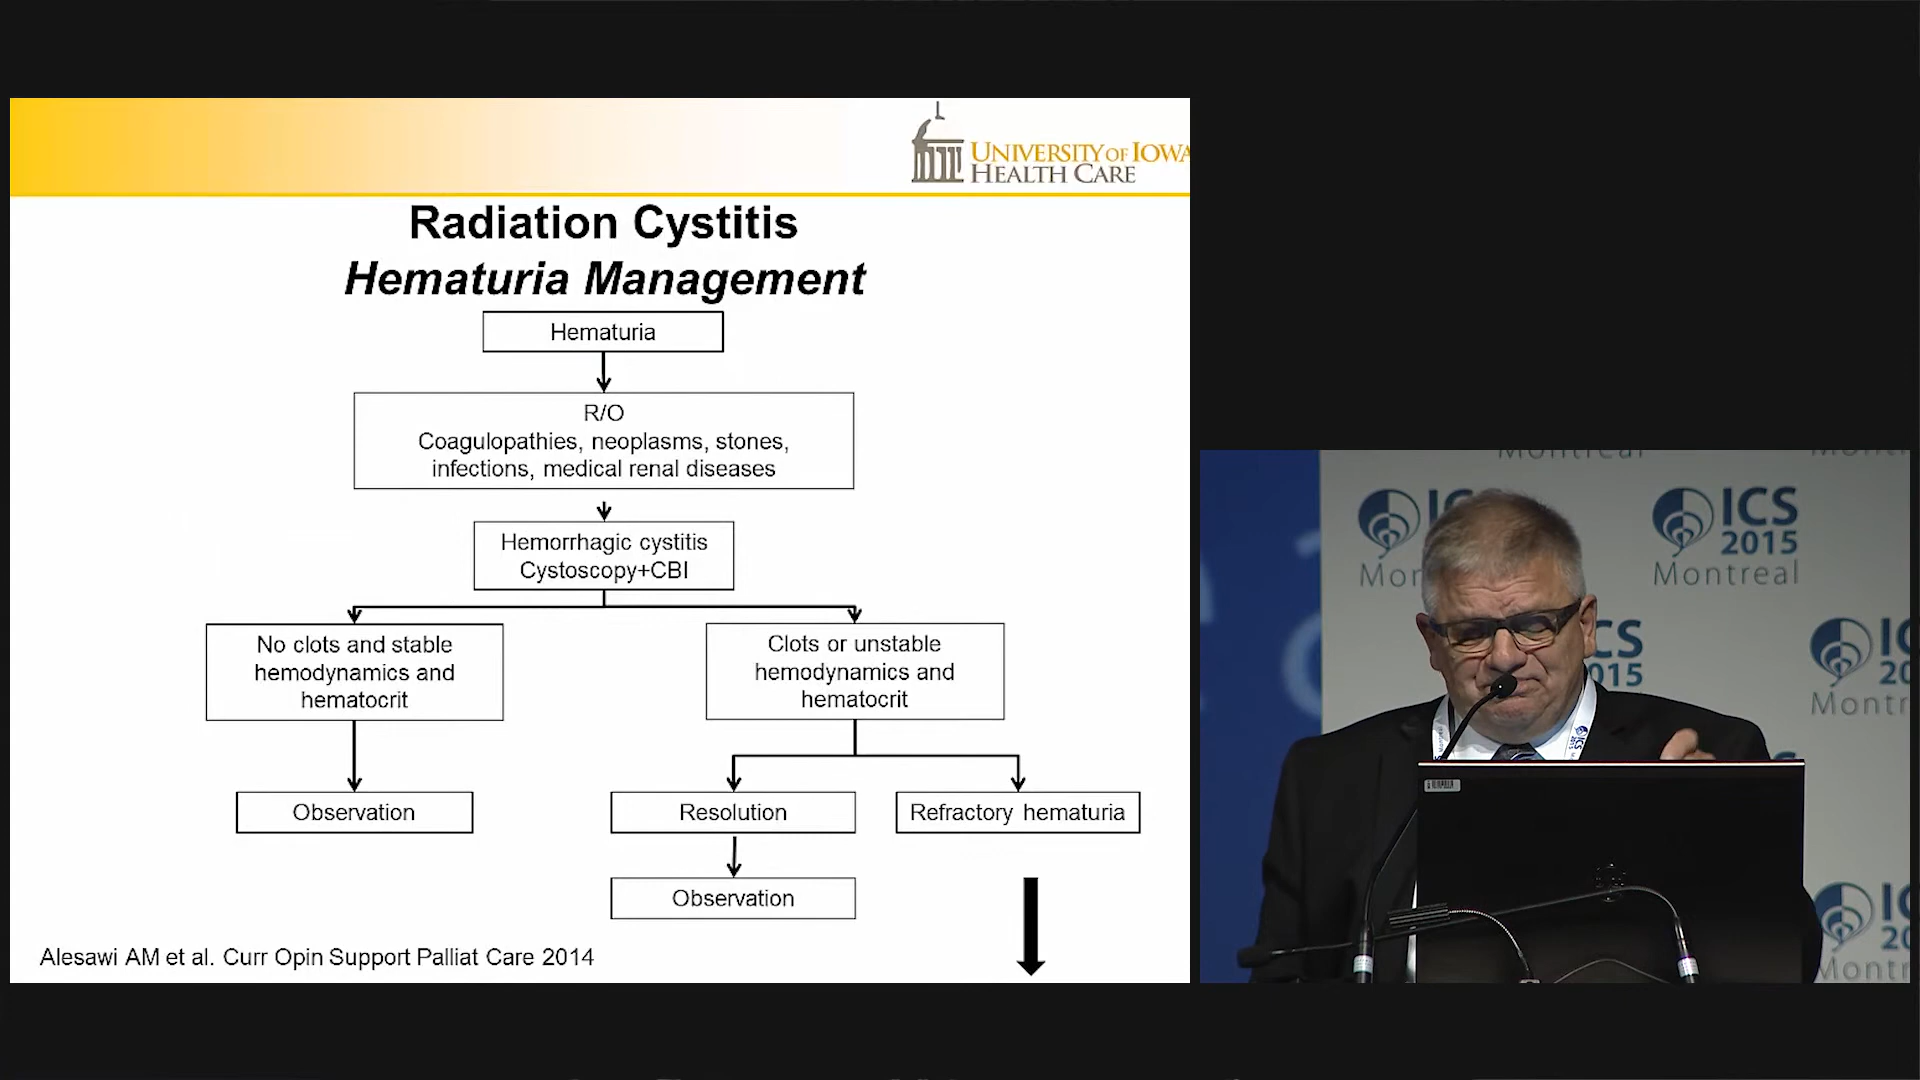 UNIVERSITY OF IOWA
HEALTH CARE
Radiation Cystitis
Hematuria Management
Hematuria
R/O
Coagulopathies, neoplasms, stones,
infections, medical renal diseases
Hemorrhagic cystitis
Cystoscopy+CBI
No clots and stable
hemodynamics and
hematocrit
Clots or unstable
hemodynamics and
hematocrit
Observation
Resolution
Refractory hematuria
Observation
Alesawi AM et al. Curr Opin Support Palliat Care 2014
Montreal
ICS
2015
Montreal